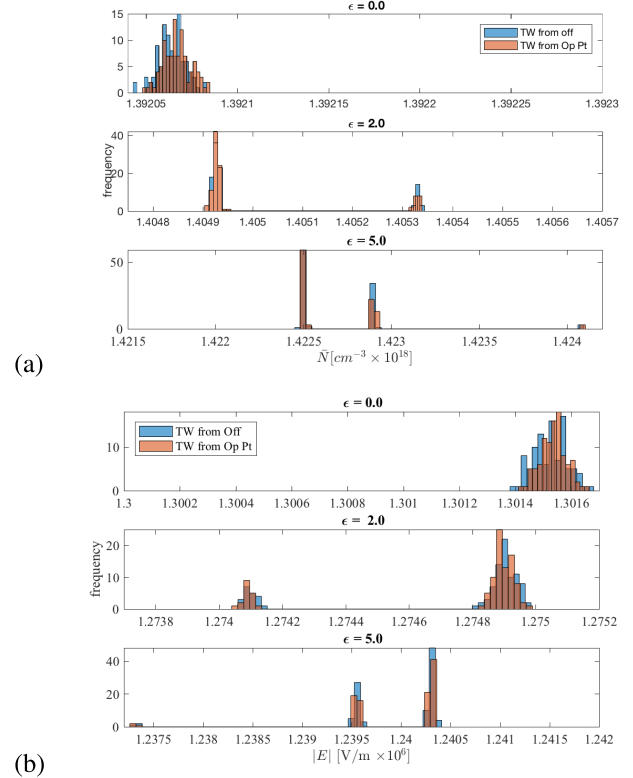 ϵ = 0.0
15
10
5
0
TW from off
TW from Op Pt
1.39205 1.3921 1.39215 1.3922 1.39225 1.3923
ϵ = 2.0
40
20
0
frequency
1.4048 1.4049 1.405 1.4051 1.4052 1.4053 1.4054 1.4055 1.4056 1.4057
ϵ = 5.0
50
0
1.4215 1.422 1.4225 1.423 1.4235 1.424
N̄[cm⁻³ × 10¹⁸]
(a)
ϵ = 0.0
10
0
TW from Off
TW from Op Pt
1.3 1.3002 1.3004 1.3006 1.3008 1.301 1.3012 1.3014 1.3016
ϵ = 2.0
20
10
0
frequency
1.2738 1.274 1.2742 1.2744 1.2746 1.2748 1.275 1.2752
ϵ = 5.0
40
20
0
1.2375 1.238 1.2385 1.239 1.2395 1.24 1.2405 1.241 1.2415 1.242
|E| [V/m ×10⁶]
(b)